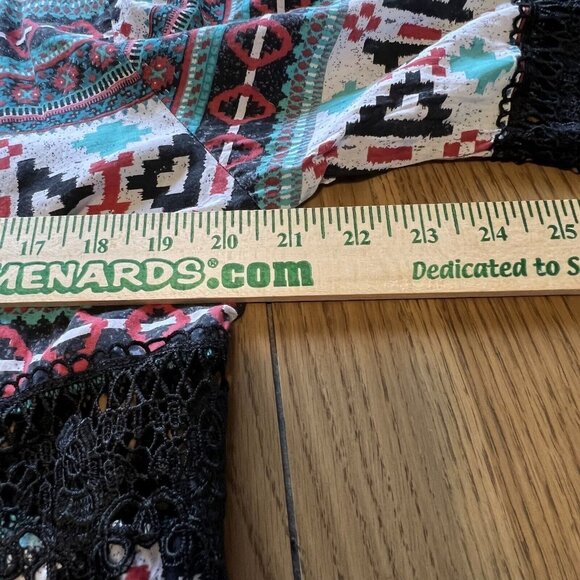 17 18 19 20 21 22 23 24 25
MENARDS®.com Dedicated to S